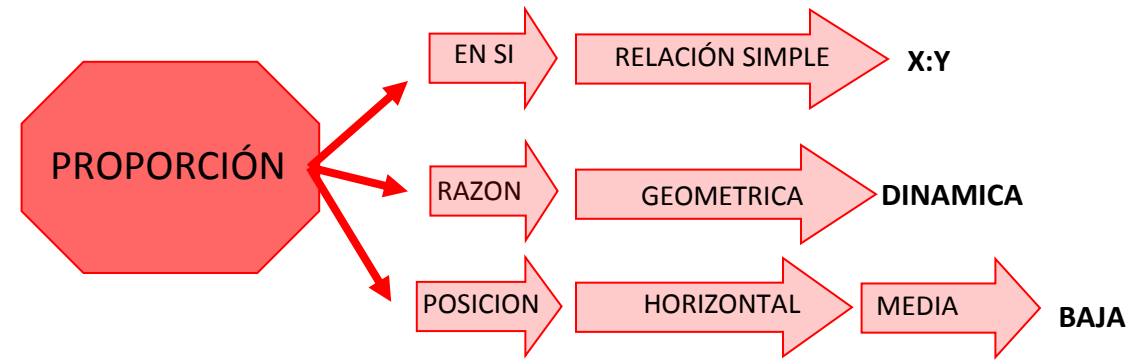 PROPORCIÓN
EN SI
RELACIÓN SIMPLE
X:Y
RAZON
GEOMETRICA
DINAMICA
POSICION
HORIZONTAL
MEDIA
BAJA